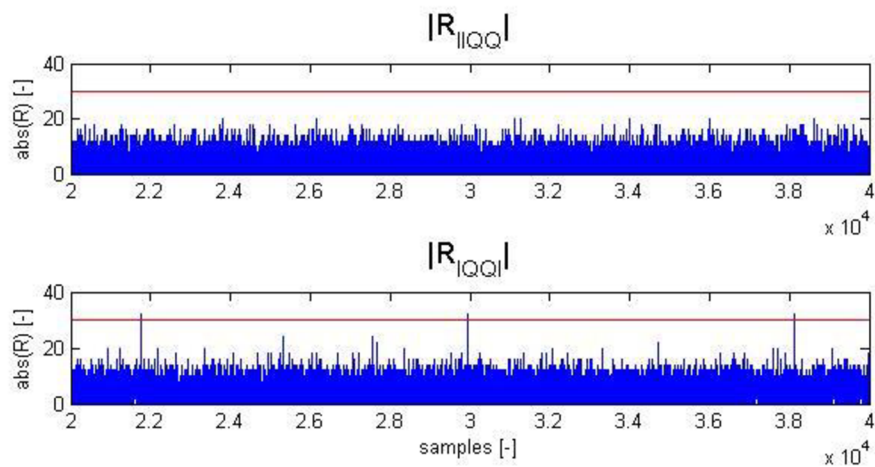 |R_IIQQ|
40
20
0
abs(R) [-]
2 2.2 2.4 2.6 2.8 3 3.2 3.4 3.6 3.8 4
x 10^4
|R_IQQI|
40
20
0
abs(R) [-]
2 2.2 2.4 2.6 2.8 3 3.2 3.4 3.6 3.8 4
samples [-]
x 10^4